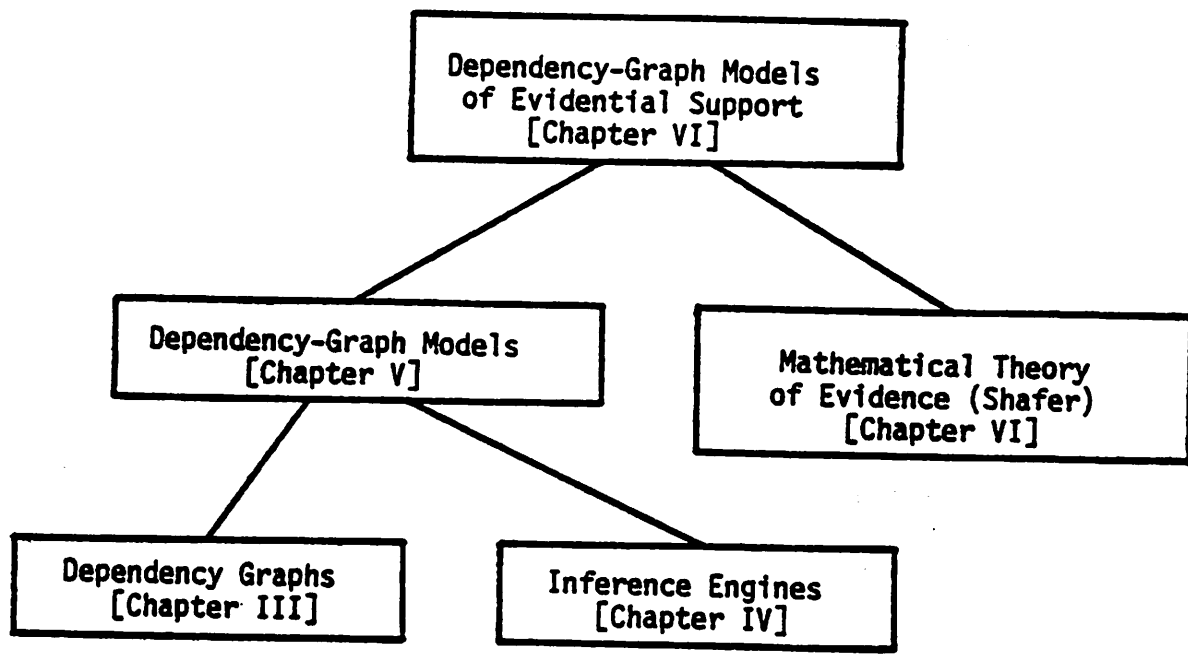 Dependency-Graph Models
of Evidential Support
[Chapter VI]
Dependency-Graph Models
[Chapter V]
Mathematical Theory
of Evidence (Shafer)
[Chapter VI]
Dependency Graphs
[Chapter III]
Inference Engines
[Chapter IV]